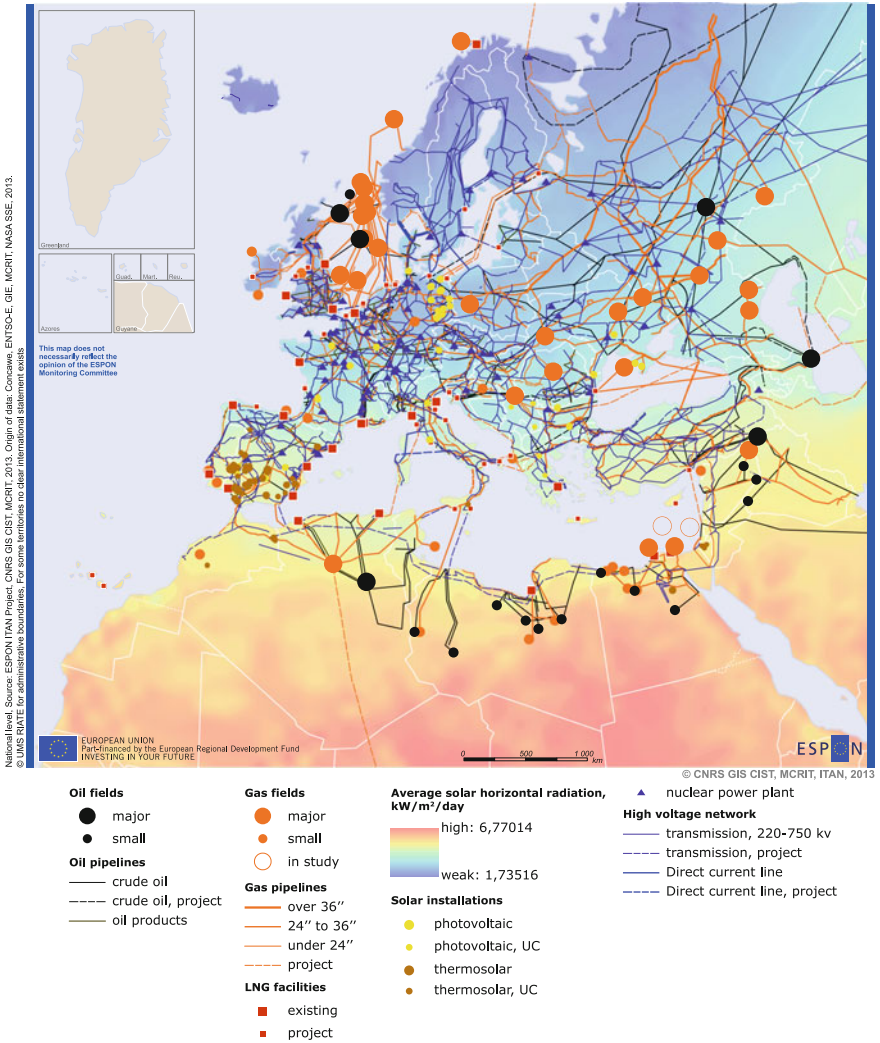 National level, Source: ESPON ITAN Project, CNRS GIS CIST, MCRIT, 2013. Origin of data: Concawe, ENTSO-E, GIE, MCRIT, NASA SSE, 2013.
© UMS RIATE for administrative boundaries, For some territories no clear international statement exists
Greenland
Azores
Guad.
Mart.
Reu.
Guyane
This map does not
necessarily reflect the
opinion of the ESPON
Monitoring Committee
EUROPEAN UNION
Part-financed by the European Regional Development Fund
INVESTING IN YOUR FUTURE
0 500 1 000
km
ESPON
© CNRS GIS CIST, MCRIT, ITAN, 2013
Oil fields
major
small
Oil pipelines
crude oil
crude oil, project
oil products
Gas fields
major
small
in study
Gas pipelines
over 36’’
24’’ to 36’’
under 24’’
project
LNG facilities
existing
project
Average solar horizontal radiation,
kW/m²/day
high: 6,77014
weak: 1,73516
Solar installations
photovoltaic
photovoltaic, UC
thermosolar
thermosolar, UC
nuclear power plant
High voltage network
transmission, 220-750 kv
transmission, project
Direct current line
Direct current line, project